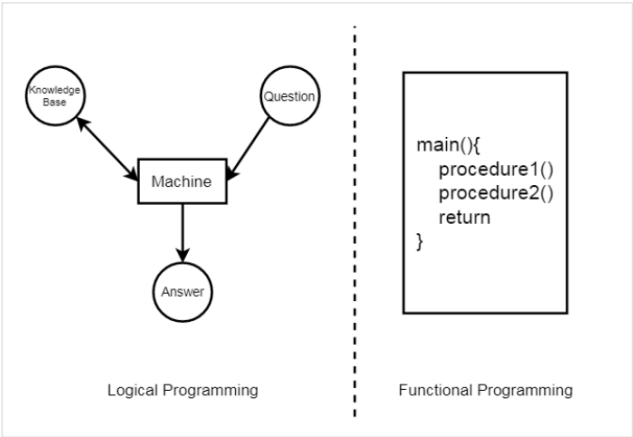 Knowledge
Base
Question
Machine
Answer
Logical Programming
main(){
procedure1()
procedure2()
return
}
Functional Programming